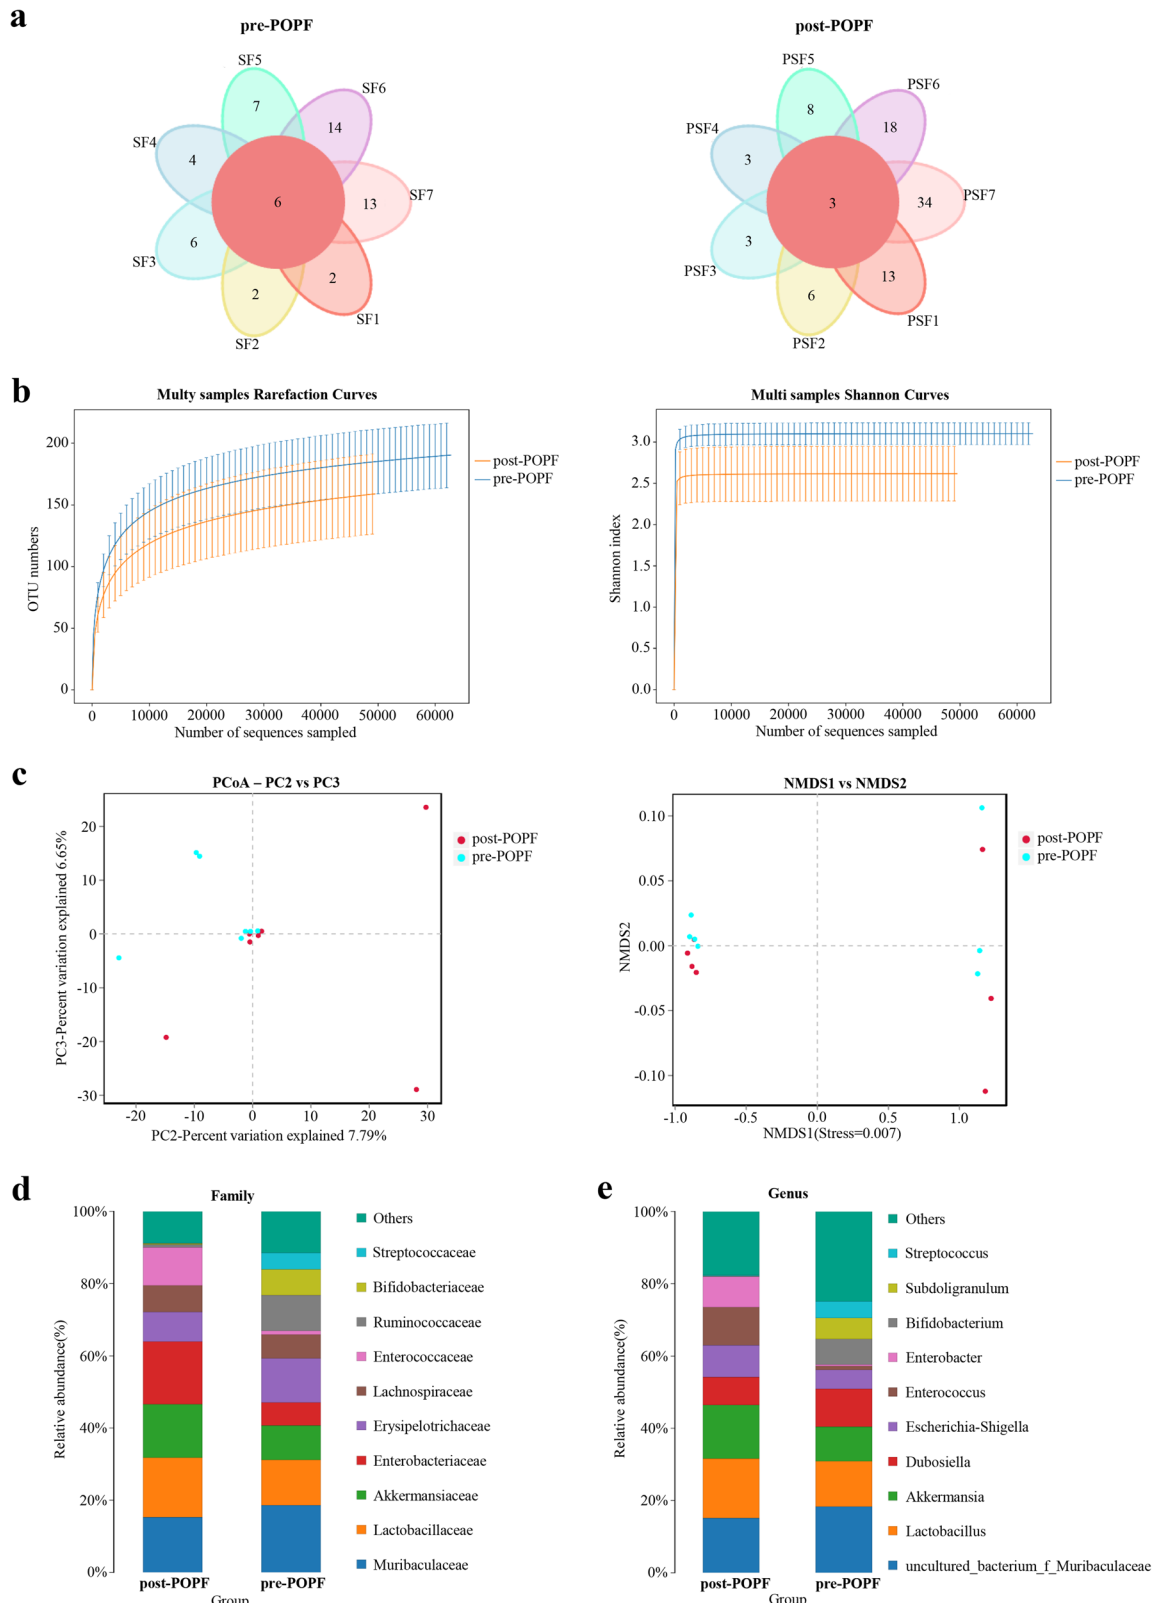 a
pre-POPF
post-POPF
SF5
7
SF6
14
SF4
4
SF7
13
6
SF3
6
SF2
2
SF1
2
PSF5
8
PSF6
18
PSF4
3
PSF7
34
3
PSF3
3
PSF2
6
PSF1
13
b
Multy samples Rarefaction Curves
OTU numbers
200
150
100
50
0
0 10000 20000 30000 40000 50000 60000
Number of sequences sampled
post-POPF
pre-POPF
Multi samples Shannon Curves
Shannon index
3.0
2.5
2.0
1.5
1.0
0.5
0.0
0 10000 20000 30000 40000 50000 60000
Number of sequences sampled
post-POPF
pre-POPF
c
PCoA – PC2 vs PC3
PC3-Percent variation explained 6.65%
20
10
0
-10
-20
-30
-20 -10 0 10 20 30
PC2-Percent variation explained 7.79%
post-POPF
pre-POPF
NMDS1 vs NMDS2
NMDS2
0.10
0.05
0.00
-0.05
-0.10
-1.0 -0.5 0.0 0.5 1.0
NMDS1(Stress=0.007)
post-POPF
pre-POPF
d
Family
Relative abundance(%)
100%
80%
60%
40%
20%
0%
post-POPF pre-POPF
Group
Others
Streptococcaceae
Bifidobacteriaceae
Ruminococcaceae
Enterococcaceae
Lachnospiraceae
Erysipelotrichaceae
Enterobacteriaceae
Akkermansiaceae
Lactobacillaceae
Muribaculaceae
e
Genus
Relative abundance(%)
100%
80%
60%
40%
20%
0%
post-POPF pre-POPF
Group
Others
Streptococcus
Subdoligranulum
Bifidobacterium
Enterobacter
Enterococcus
Escherichia-Shigella
Dubosiella
Akkermansia
Lactobacillus
uncultured_bacterium_f_Muribaculaceae